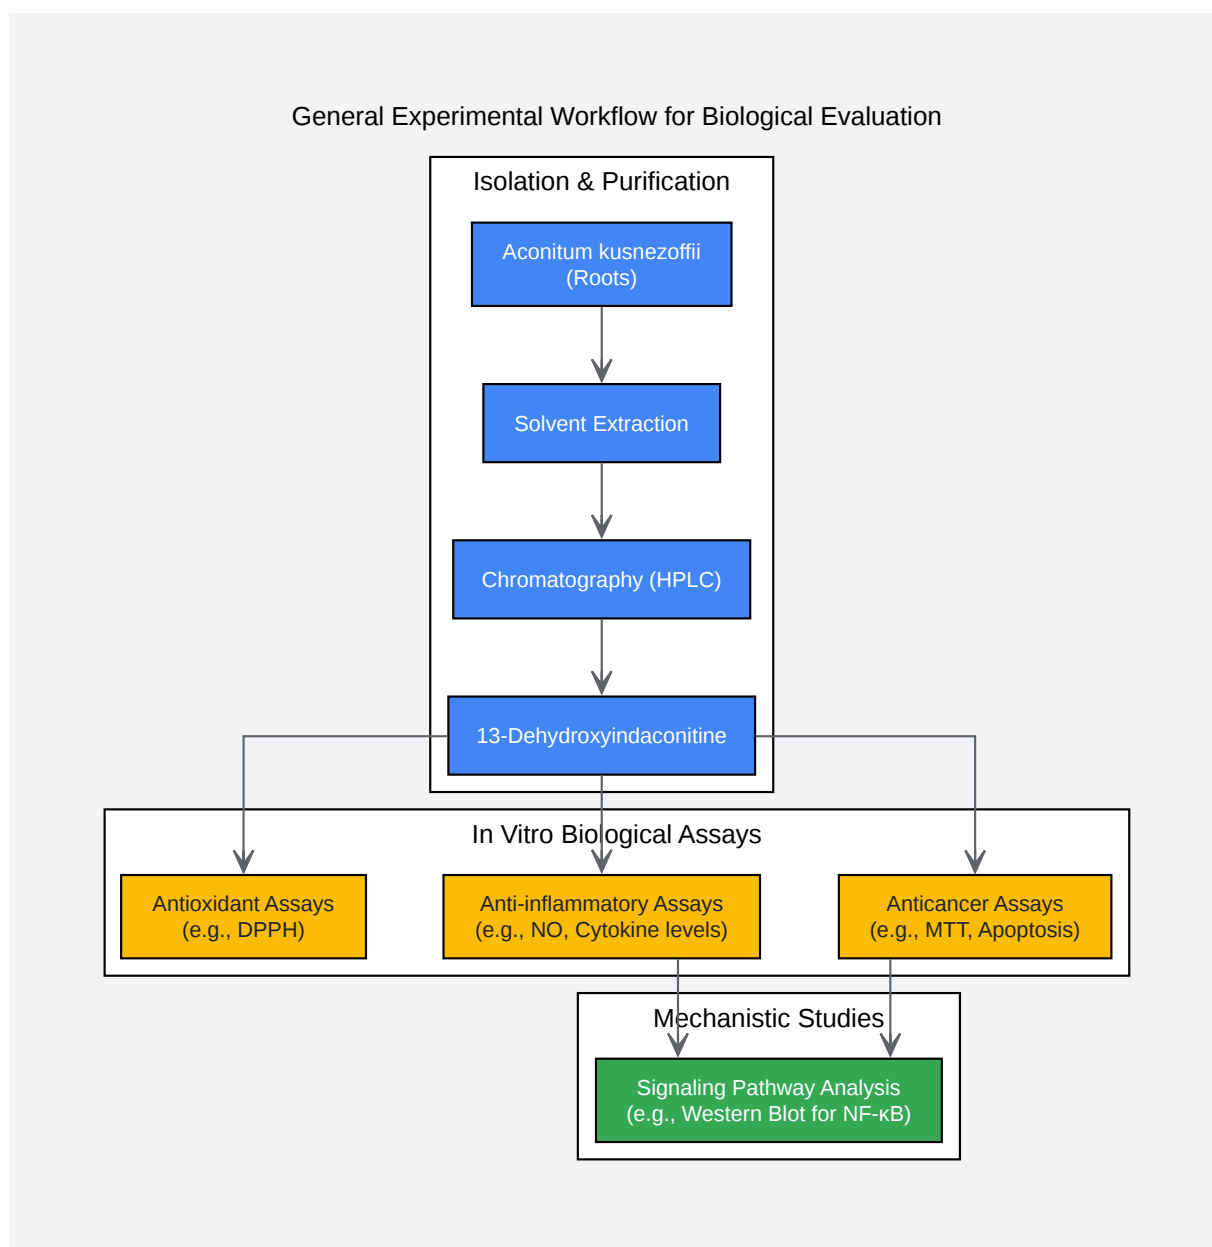 General Experimental Workflow for Biological Evaluation
Isolation & Purification
Aconitum kusnezoffii
(Roots)
Solvent Extraction
Chromatography (HPLC)
13-Dehydroxyindaconitine
In Vitro Biological Assays
Antioxidant Assays
(e.g., DPPH)
Anti-inflammatory Assays
(e.g., NO, Cytokine levels)
Anticancer Assays
(e.g., MTT, Apoptosis)
Mechanistic Studies
Signaling Pathway Analysis
(e.g., Western Blot for NF-κB)